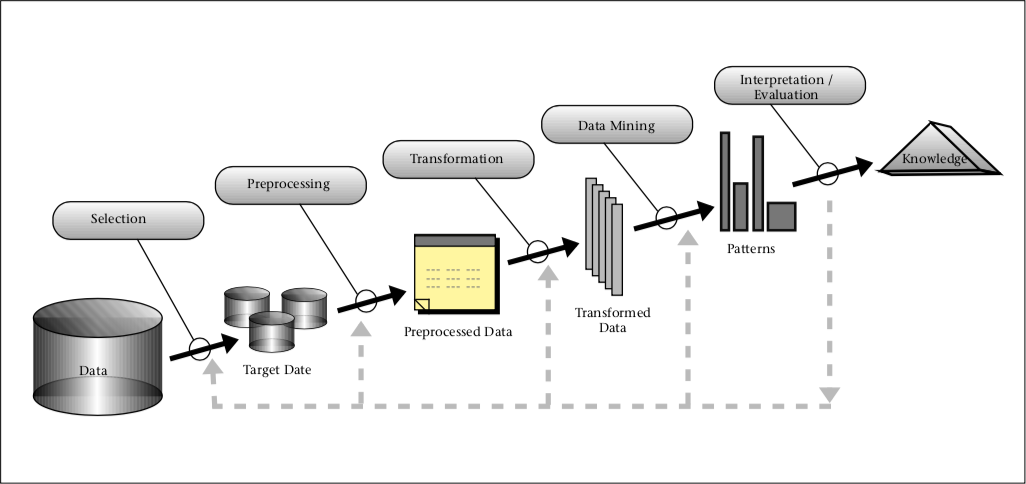 Interpretation /
Evaluation
Data Mining
Transformation
Preprocessing
Selection
Knowledge
Patterns
Transformed
Data
Preprocessed Data
Target Date
Data